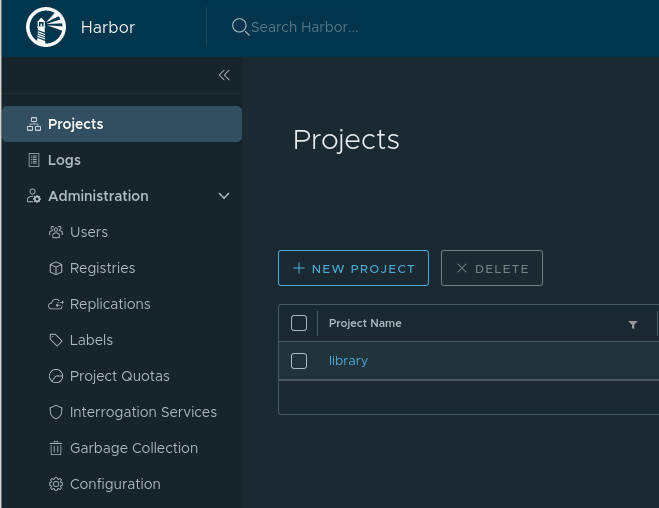 Harbor
Search Harbor...
Projects
Logs
Administration
Users
Registries
Replications
Labels
Project Quotas
Interrogation Services
Garbage Collection
Configuration
Projects
NEW PROJECT
DELETE
Project Name
library